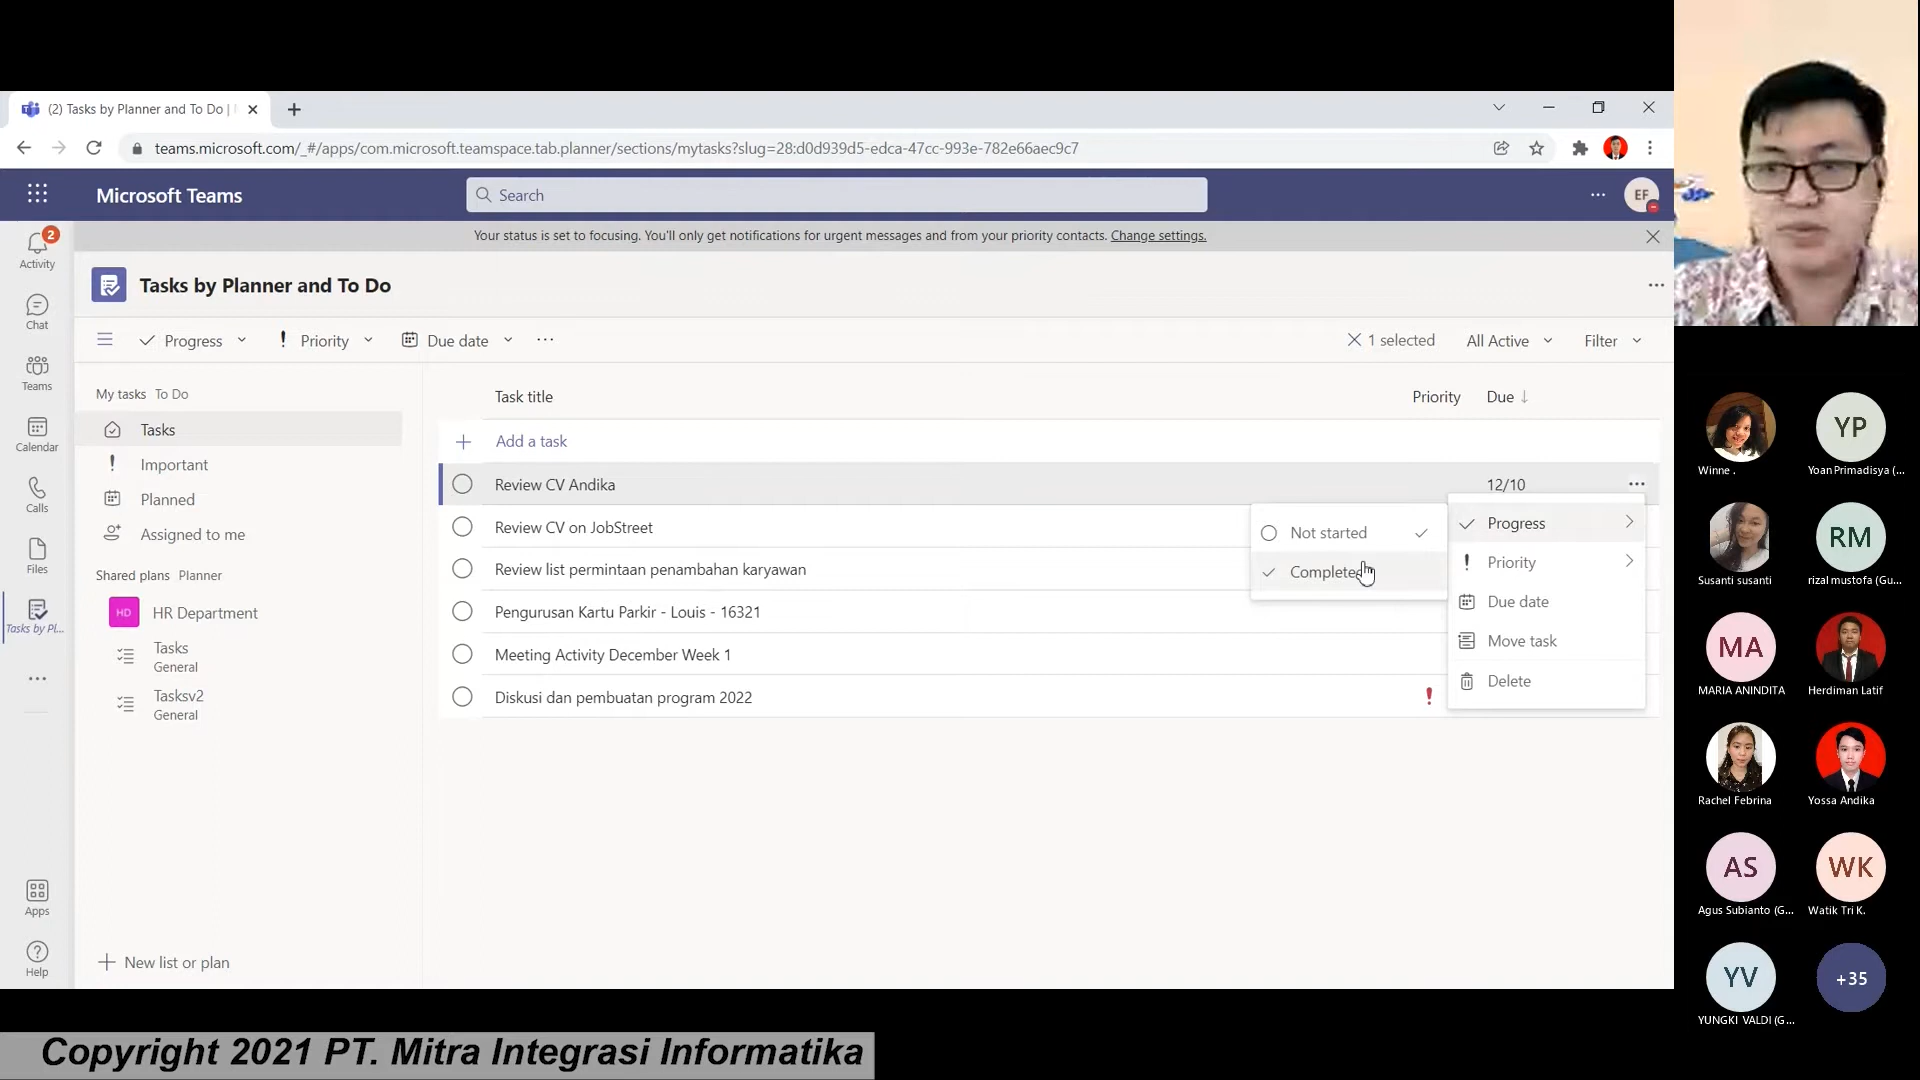 (2) Tasks by Planner and To Do |
teams.microsoft.com/_#/apps/com.microsoft.teamspace.tab.planner/sections/mytasks?slug=28:d0d939d5-edca-47cc-993e-782e66aec9c7
Microsoft Teams
Search
EF
Your status is set to focusing. You'll only get notifications for urgent messages and from your priority contacts. Change settings.
2
Activity
Chat
Teams
Calendar
Calls
Files
Tasks by Pl...
Apps
Help
Tasks by Planner and To Do
Progress
Priority
Due date
1 selected
All Active
Filter
My tasks To Do
Tasks
Important
Planned
Assigned to me
Shared plans Planner
HD HR Department
Tasks
General
Tasksv2
General
New list or plan
Task title Priority Due
Add a task
Review CV Andika 12/10
Review CV on JobStreet
Review list permintaan penambahan karyawan
Pengurusan Kartu Parkir - Louis - 16321
Meeting Activity December Week 1
Diskusi dan pembuatan program 2022
Not started
Completed
Progress
Priority
Due date
Move task
Delete
Winne .
YP
Yoan Primadisya (...
Susanti susanti
RM
rizal mustofa (Gu...
MA
MARIA ANINDITA
Herdiman Latif
Rachel Febrina
Yossa Andika
AS
Agus Subianto (G...
WK
Watik Tri K.
YV
YUNGKI VALDI (G...
+35
Copyright 2021 PT. Mitra Integrasi Informatika